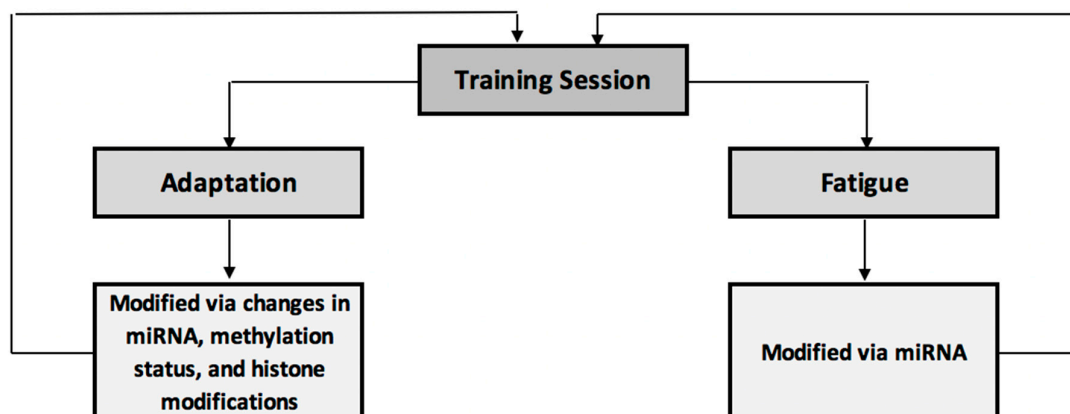 Training Session
Adaptation
Fatigue
Modified via changes in
miRNA, methylation
status, and histone
modifications
Modified via miRNA